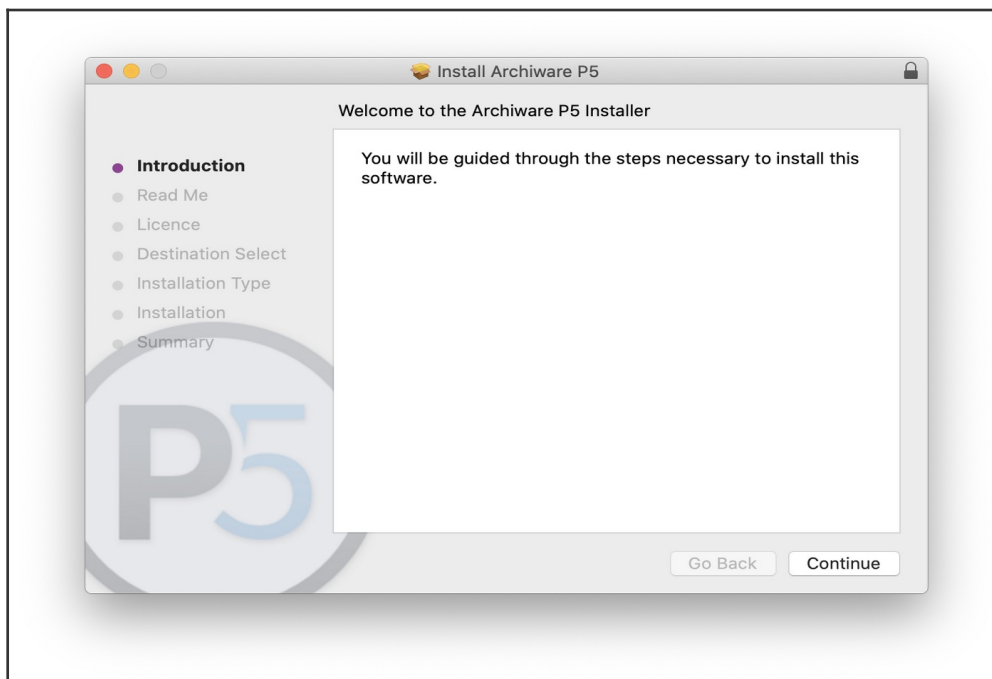 Install Archiware P5
Welcome to the Archiware P5 Installer
Introduction
Read Me
Licence
Destination Select
Installation Type
Installation
Summary
You will be guided through the steps necessary to install this
software.
P5
Go Back
Continue